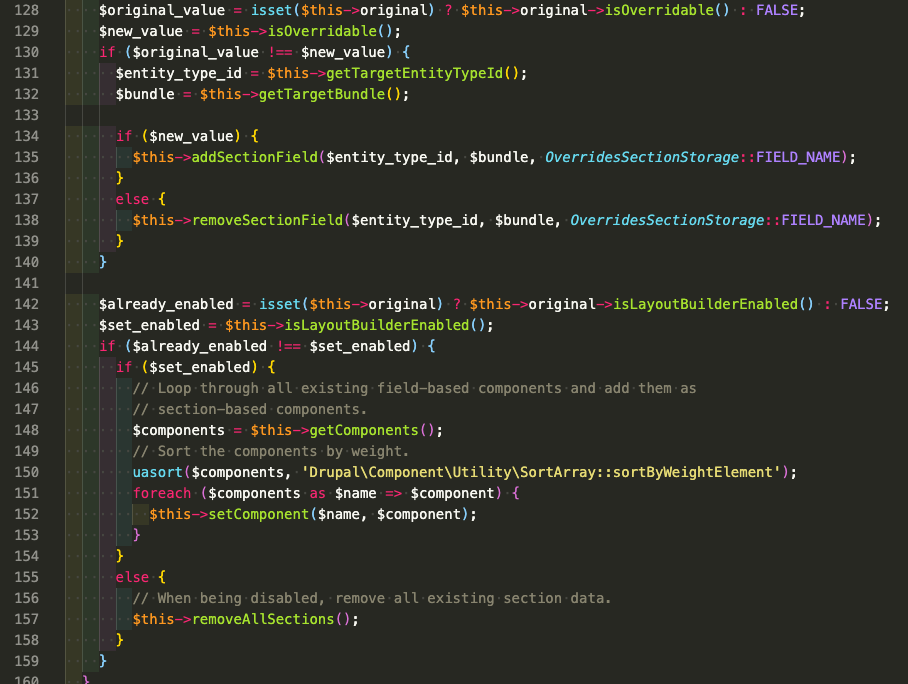 128 $original_value = isset($this->original) ? $this->original->isOverridable() : FALSE;
129 $new_value = $this->isOverridable();
130 if ($original_value !== $new_value) {
131 $entity_type_id = $this->getTargetEntityTypeId();
132 $bundle = $this->getTargetBundle();
133
134 if ($new_value) {
135 $this->addSectionField($entity_type_id, $bundle, OverridesSectionStorage::FIELD_NAME);
136 }
137 else {
138 $this->removeSectionField($entity_type_id, $bundle, OverridesSectionStorage::FIELD_NAME);
139 }
140 }
141
142 $already_enabled = isset($this->original) ? $this->original->isLayoutBuilderEnabled() : FALSE;
143 $set_enabled = $this->isLayoutBuilderEnabled();
144 if ($already_enabled !== $set_enabled) {
145 if ($set_enabled) {
146 // Loop through all existing field-based components and add them as
147 // section-based components.
148 $components = $this->getComponents();
149 // Sort the components by weight.
150 uasort($components, 'Drupal\Component\Utility\SortArray::sortByWeightElement');
151 foreach ($components as $name => $component) {
152 $this->setComponent($name, $component);
153 }
154 }
155 else {
156 // When being disabled, remove all existing section data.
157 $this->removeAllSections();
158 }
159 }
160 }